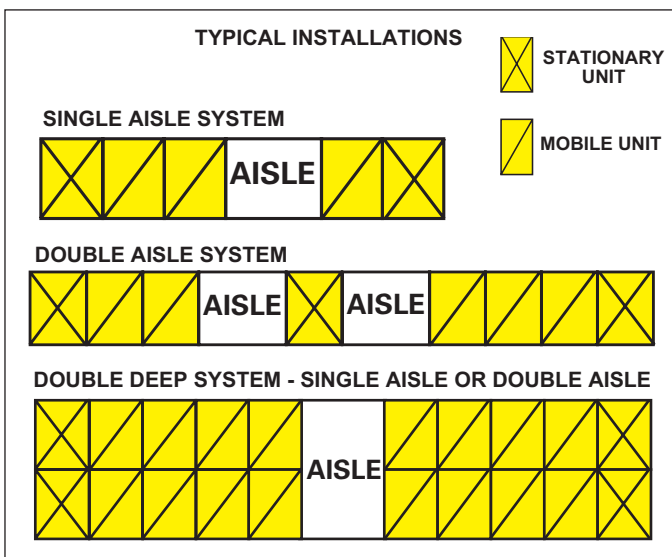 TYPICAL INSTALLATIONS
STATIONARY
UNIT
MOBILE UNIT
SINGLE AISLE SYSTEM
AISLE
DOUBLE AISLE SYSTEM
AISLE AISLE
DOUBLE DEEP SYSTEM - SINGLE AISLE OR DOUBLE AISLE
AISLE